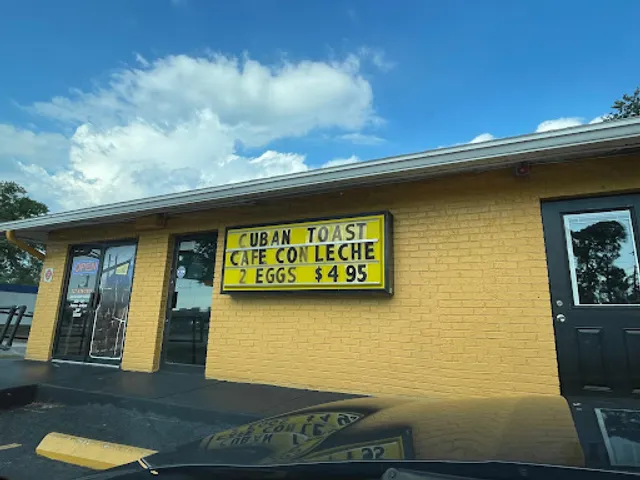 CUBAN TOAST
CAFE CON LECHE
2 EGGS $4 95
OPEN